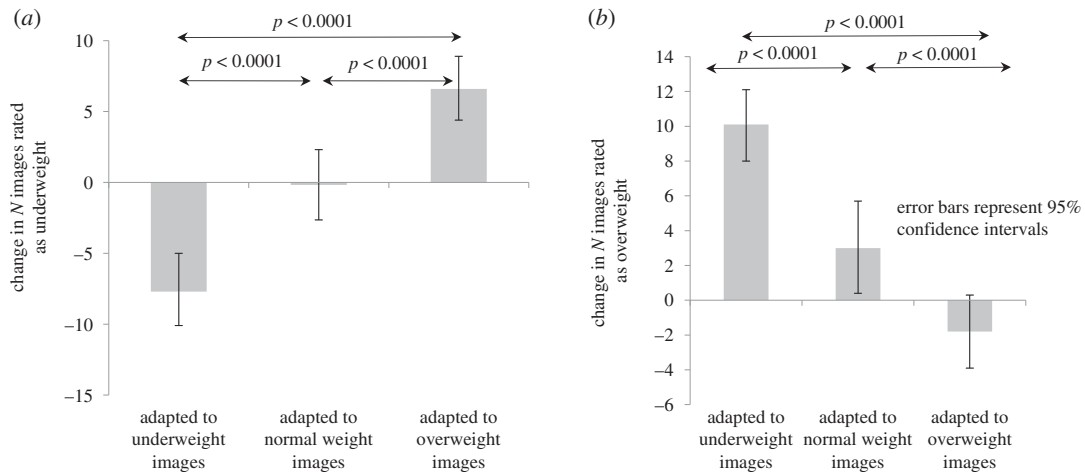 (a)
p < 0.0001
p < 0.0001
p < 0.0001
10
5
0
–5
–10
–15
change in N images rated
as underweight
adapted to
underweight
images
adapted to
normal weight
images
adapted to
overweight
images
(b)
p < 0.0001
p < 0.0001
p < 0.0001
14
12
10
8
6
4
2
0
–2
–4
–6
change in N images rated
as overweight
error bars represent 95%
confidence intervals
adapted to
underweight
images
adapted to
normal weight
images
adapted to
overweight
images